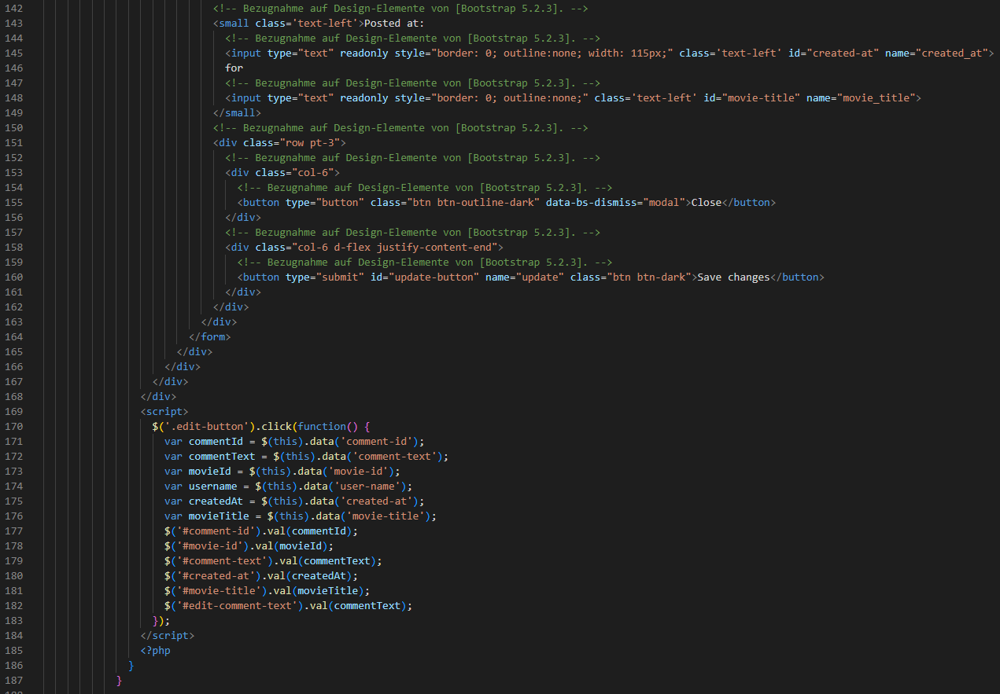 142 <!-- Bezugnahme auf Design-Elemente von [Bootstrap 5.2.3]. -->
143 <small class='text-left'>Posted at:
144 <!-- Bezugnahme auf Design-Elemente von [Bootstrap 5.2.3]. -->
145 <input type="text" readonly style="border: 0; outline:none; width: 115px;" class='text-left' id="created-at" name="created_at">
146 for
147 <!-- Bezugnahme auf Design-Elemente von [Bootstrap 5.2.3]. -->
148 <input type="text" readonly style="border: 0; outline:none;" class='text-left' id="movie-title" name="movie_title">
149 </small>
150 <!-- Bezugnahme auf Design-Elemente von [Bootstrap 5.2.3]. -->
151 <div class="row pt-3">
152 <!-- Bezugnahme auf Design-Elemente von [Bootstrap 5.2.3]. -->
153 <div class="col-6">
154 <!-- Bezugnahme auf Design-Elemente von [Bootstrap 5.2.3]. -->
155 <button type="button" class="btn btn-outline-dark" data-bs-dismiss="modal">Close</button>
156 </div>
157 <!-- Bezugnahme auf Design-Elemente von [Bootstrap 5.2.3]. -->
158 <div class="col-6 d-flex justify-content-end">
159 <!-- Bezugnahme auf Design-Elemente von [Bootstrap 5.2.3]. -->
160 <button type="submit" id="update-button" name="update" class="btn btn-dark">Save changes</button>
161 </div>
162 </div>
163 </div>
164 </form>
165 </div>
166 </div>
167 </div>
168 </div>
169 <script>
170 $('.edit-button').click(function() {
171 var commentId = $(this).data('comment-id');
172 var commentText = $(this).data('comment-text');
173 var movieId = $(this).data('movie-id');
174 var username = $(this).data('user-name');
175 var createdAt = $(this).data('created-at');
176 var movieTitle = $(this).data('movie-title');
177 $('#comment-id').val(commentId);
178 $('#movie-id').val(movieId);
179 $('#comment-text').val(commentText);
180 $('#created-at').val(createdAt);
181 $('#movie-title').val(movieTitle);
182 $('#edit-comment-text').val(commentText);
183 });
184 </script>
185 <?php
186 }
187 }